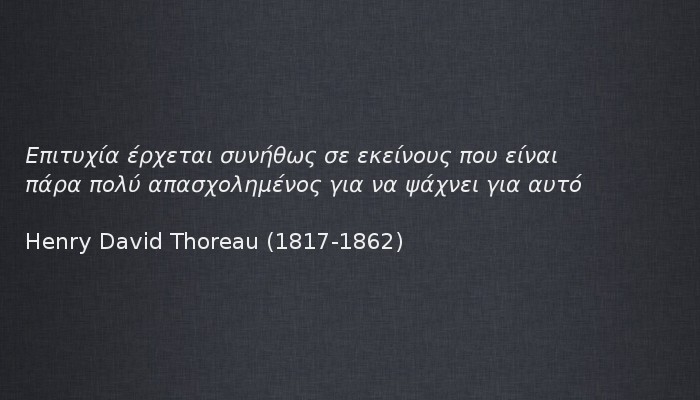 Επιτυχία έρχεται συνήθως σε εκείνους που είναι
πάρα πολύ απασχολημένος για να ψάχνει για αυτό
Henry David Thoreau (1817-1862)